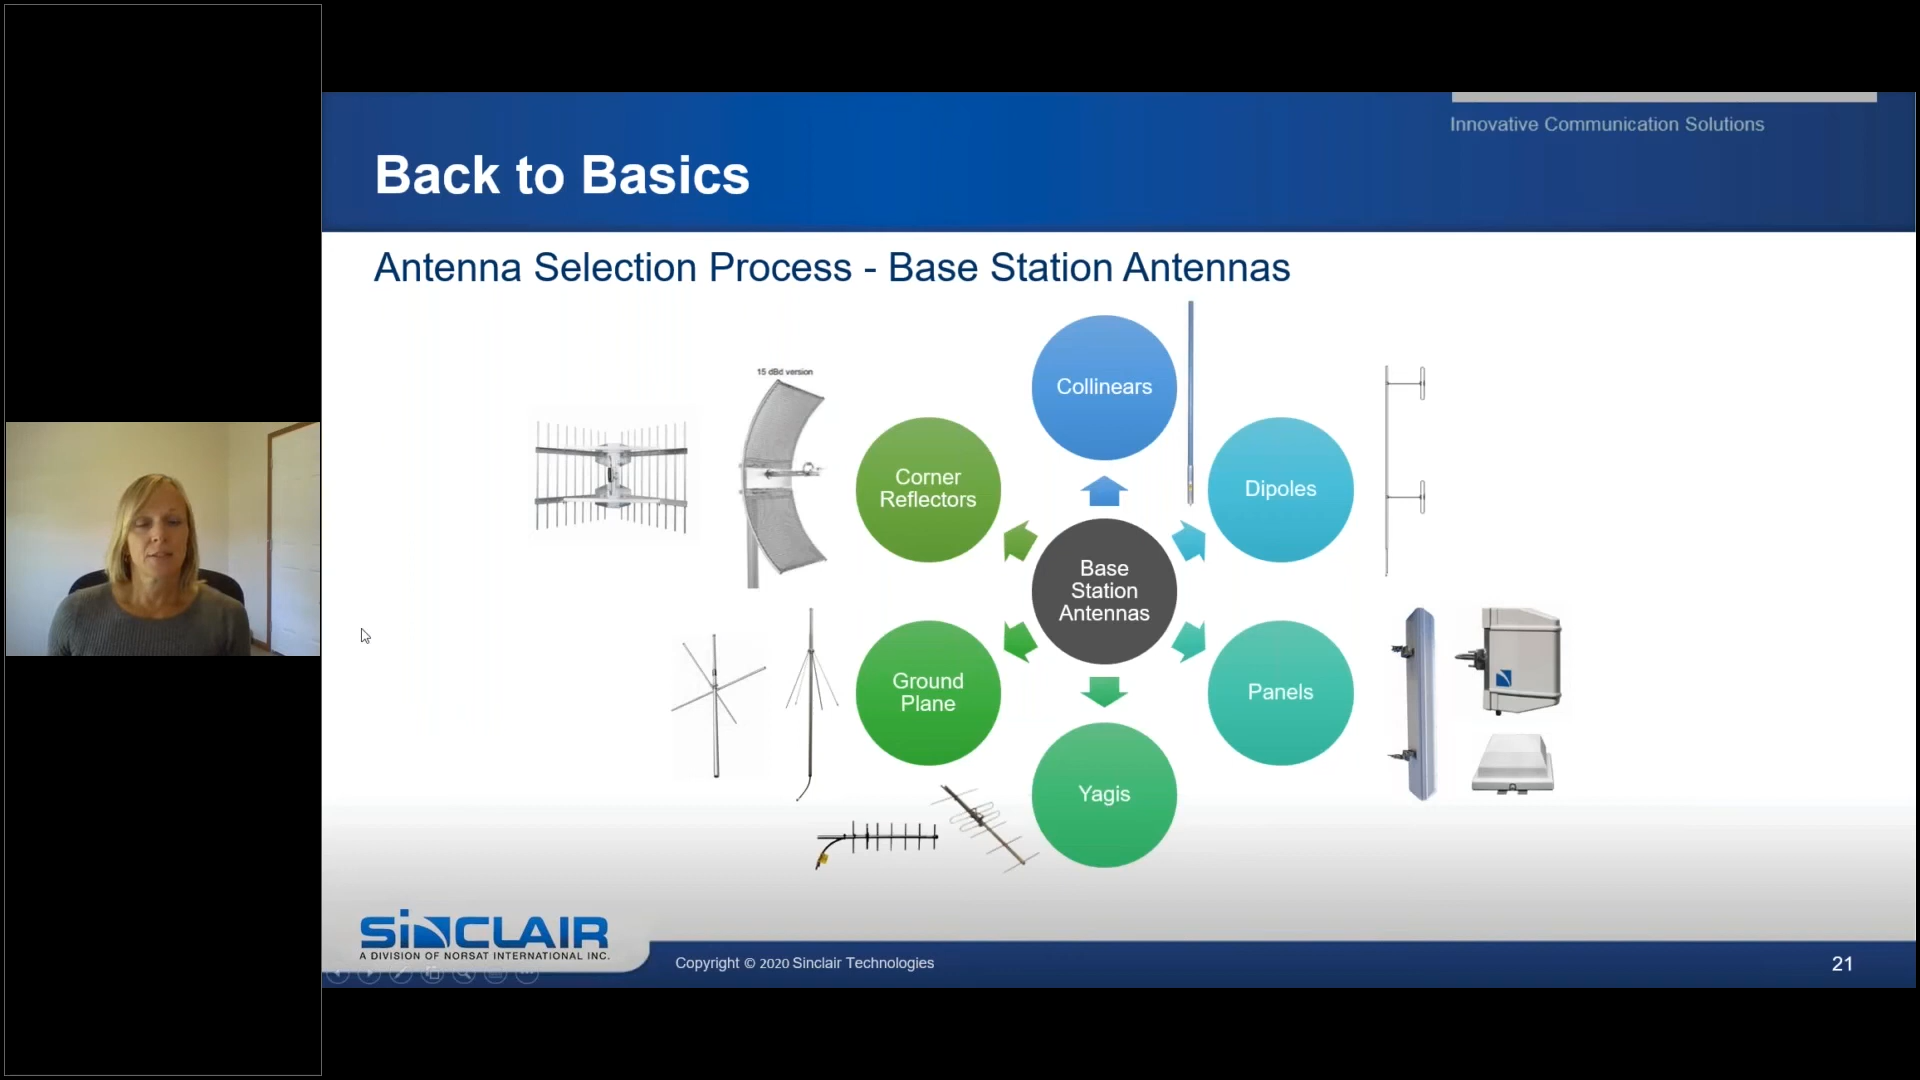 Innovative Communication Solutions
Back to Basics
Antenna Selection Process - Base Station Antennas
15 dBd version
Collinears
Corner
Reflectors
Dipoles
Base
Station
Antennas
Ground
Plane
Panels
Yagis
SiNCLAIR
A DIVISION OF NORSAT INTERNATIONAL INC.
Copyright © 2020 Sinclair Technologies
21